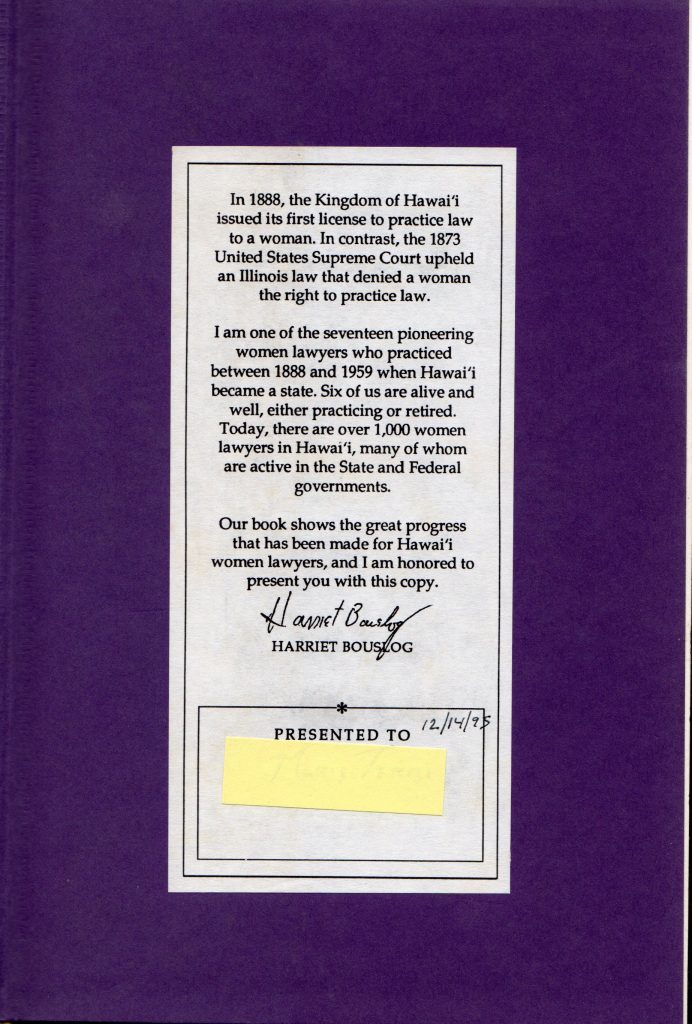 In 1888, the Kingdom of Hawai‘i
issued its first license to practice law
to a woman. In contrast, the 1873
United States Supreme Court upheld
an Illinois law that denied a woman
the right to practice law.
I am one of the seventeen pioneering
women lawyers who practiced
between 1888 and 1959 when Hawai‘i
became a state. Six of us are alive and
well, either practicing or retired.
Today, there are over 1,000 women
lawyers in Hawai‘i, many of whom
are active in the State and Federal
governments.
Our book shows the great progress
that has been made for Hawai‘i
women lawyers, and I am honored to
present you with this copy.
Harriet Bouslog
HARRIET BOUSLOG
*
12/14/95
PRESENTED TO